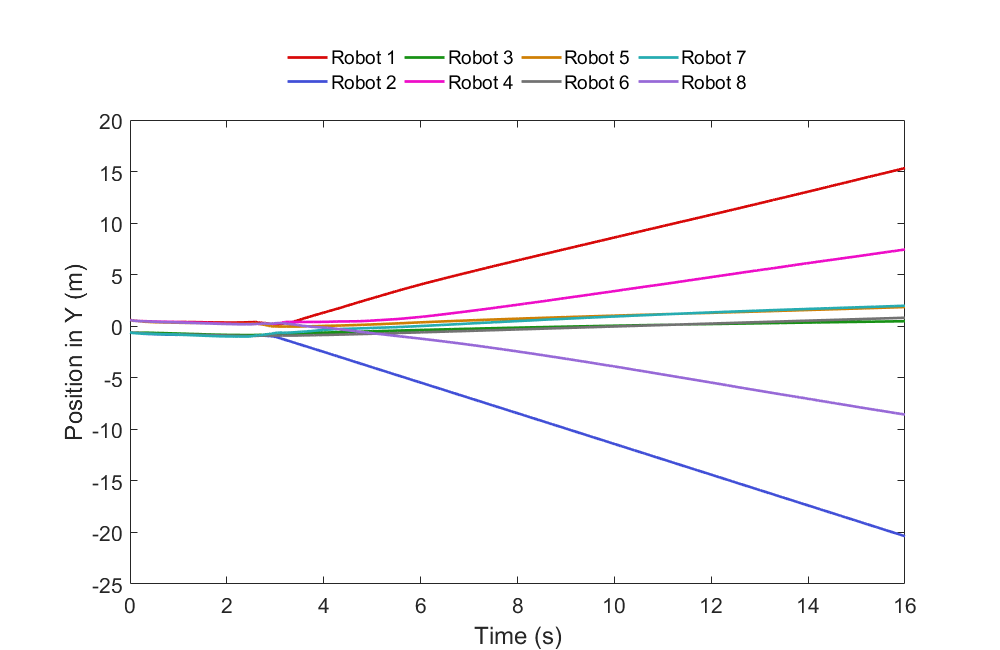 Robot 1 Robot 3 Robot 5 Robot 7
Robot 2 Robot 4 Robot 6 Robot 8
20
15
10
5
0
-5
-10
-15
-20
-25
Position in Y (m)
0 2 4 6 8 10 12 14 16
Time (s)